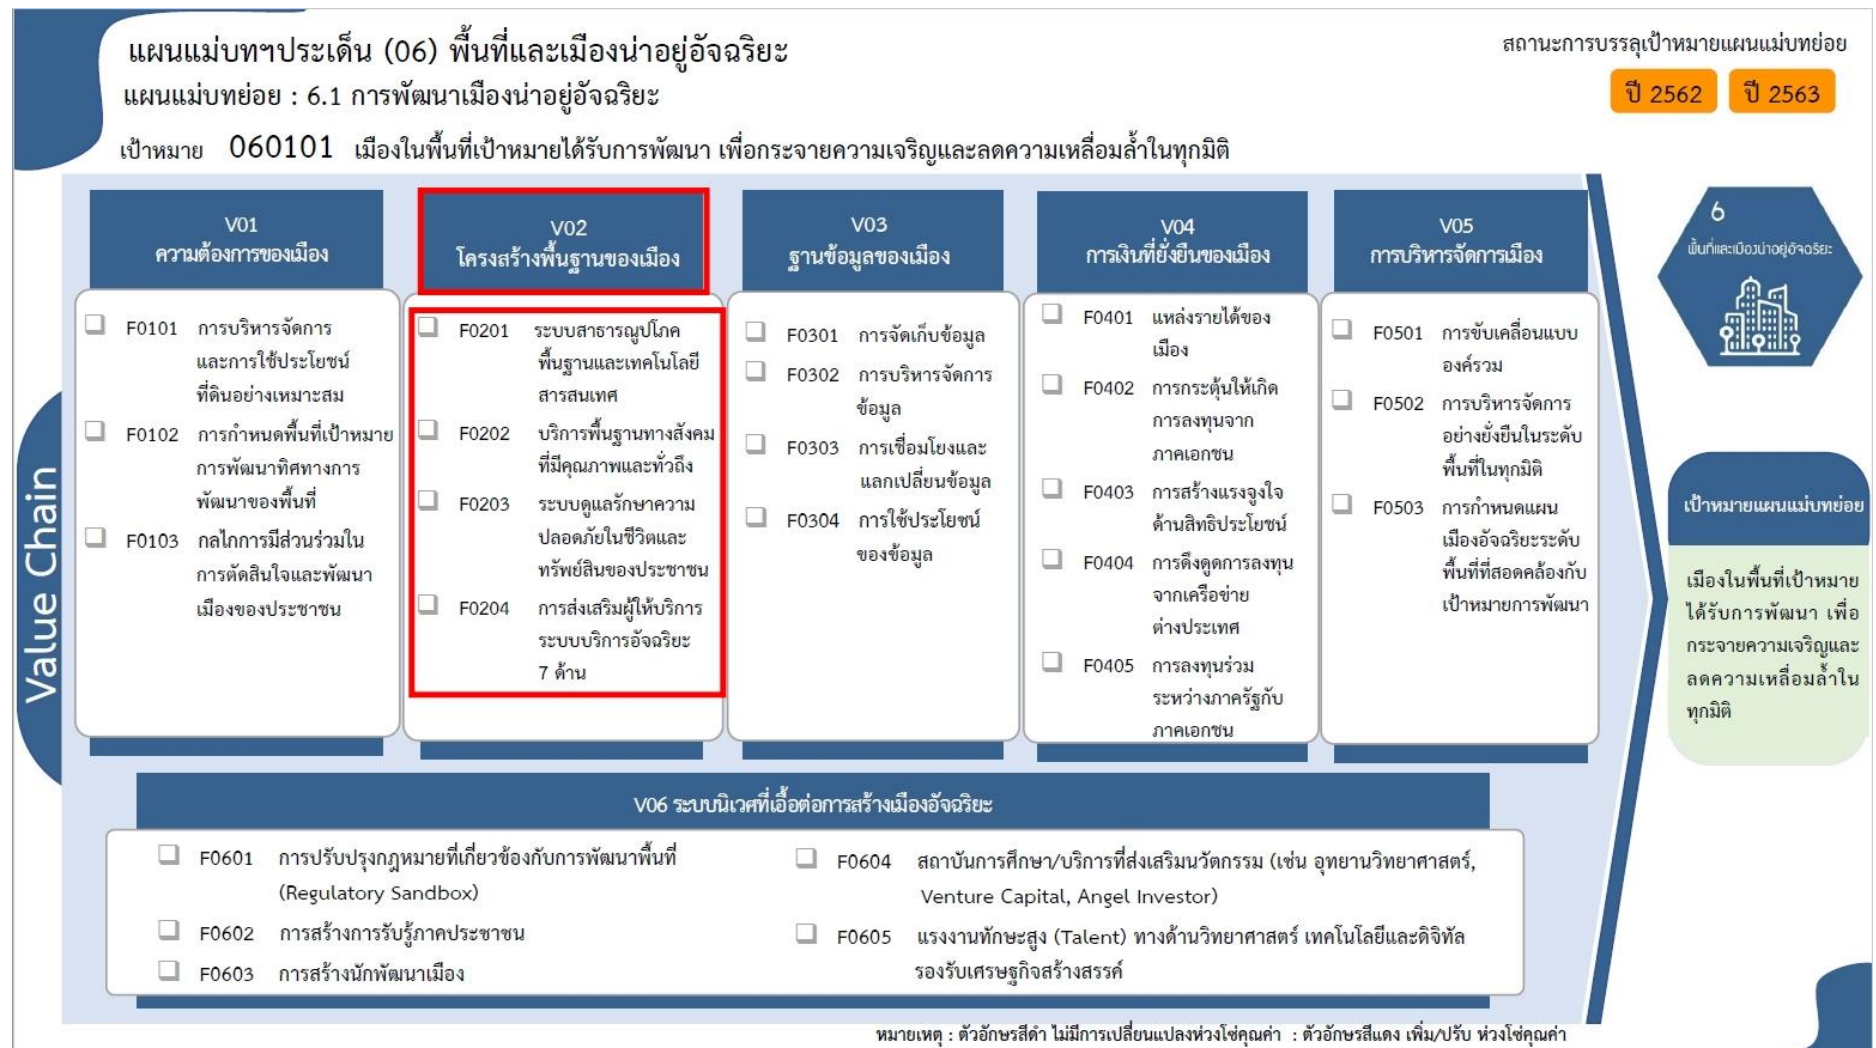 แผนแม่บทฯประเด็น (06) พื้นที่และเมืองน่าอยู่อัจฉริยะ
แผนแม่บทย่อย : 6.1 การพัฒนาเมืองน่าอยู่อัจฉริยะ
เป้าหมาย 060101 เมืองในพื้นที่เป้าหมายได้รับการพัฒนา เพื่อกระจายความเจริญและลดความเหลื่อมล้ำในทุกมิติ
สถานะการบรรลุเป้าหมายแผนแม่บทย่อย
ปี 2562 ปี 2563
Value Chain
V01
ความต้องการของเมือง
F0101 การบริหารจัดการ
และการใช้ประโยชน์
ที่ดินอย่างเหมาะสม
F0102 การกำหนดพื้นที่เป้าหมาย
การพัฒนาทิศทางการ
พัฒนาของพื้นที่
F0103 กลไกการมีส่วนร่วมใน
การตัดสินใจและพัฒนา
เมืองของประชาชน
V02
โครงสร้างพื้นฐานของเมือง
F0201 ระบบสาธารณูปโภค
พื้นฐานและเทคโนโลยี
สารสนเทศ
F0202 บริการพื้นฐานทางสังคม
ที่มีคุณภาพและทั่วถึง
F0203 ระบบดูแลรักษาความ
ปลอดภัยในชีวิตและ
ทรัพย์สินของประชาชน
F0204 การส่งเสริมผู้ให้บริการ
ระบบบริการอัจฉริยะ
7 ด้าน
V03
ฐานข้อมูลของเมือง
F0301 การจัดเก็บข้อมูล
F0302 การบริหารจัดการ
ข้อมูล
F0303 การเชื่อมโยงและ
แลกเปลี่ยนข้อมูล
F0304 การใช้ประโยชน์
ของข้อมูล
V04
การเงินที่ยั่งยืนของเมือง
F0401 แหล่งรายได้ของ
เมือง
F0402 การกระตุ้นให้เกิด
การลงทุนจาก
ภาคเอกชน
F0403 การสร้างแรงจูงใจ
ด้านสิทธิประโยชน์
F0404 การดึงดูดการลงทุน
จากเครือข่าย
ต่างประเทศ
F0405 การลงทุนร่วม
ระหว่างภาครัฐกับ
ภาคเอกชน
V05
การบริหารจัดการเมือง
F0501 การขับเคลื่อนแบบ
องค์รวม
F0502 การบริหารจัดการ
อย่างยั่งยืนในระดับ
พื้นที่ในทุกมิติ
F0503 การกำหนดแผน
เมืองอัจฉริยะระดับ
พื้นที่ที่สอดคล้องกับ
เป้าหมายการพัฒนา
6
พื้นที่และเมืองน่าอยู่อัจฉริยะ
เป้าหมายแผนแม่บทย่อย
เมืองในพื้นที่เป้าหมาย
ได้รับการพัฒนา เพื่อ
กระจายความเจริญและ
ลดความเหลื่อมล้ำใน
ทุกมิติ
V06 ระบบนิเวศที่เอื้อต่อการสร้างเมืองอัจฉริยะ
F0601 การปรับปรุงกฎหมายที่เกี่ยวข้องกับการพัฒนาพื้นที่
(Regulatory Sandbox)
F0602 การสร้างการรับรู้ภาคประชาชน
F0603 การสร้างนักพัฒนาเมือง
F0604 สถาบันการศึกษา/บริการที่ส่งเสริมนวัตกรรม (เช่น อุทยานวิทยาศาสตร์,
Venture Capital, Angel Investor)
F0605 แรงงานทักษะสูง (Talent) ทางด้านวิทยาศาสตร์ เทคโนโลยีและดิจิทัล
รองรับเศรษฐกิจสร้างสรรค์
หมายเหตุ : ตัวอักษรสีดำ ไม่มีการเปลี่ยนแปลงห่วงโซ่คุณค่า : ตัวอักษรสีแดง เพิ่ม/ปรับ ห่วงโซ่คุณค่า